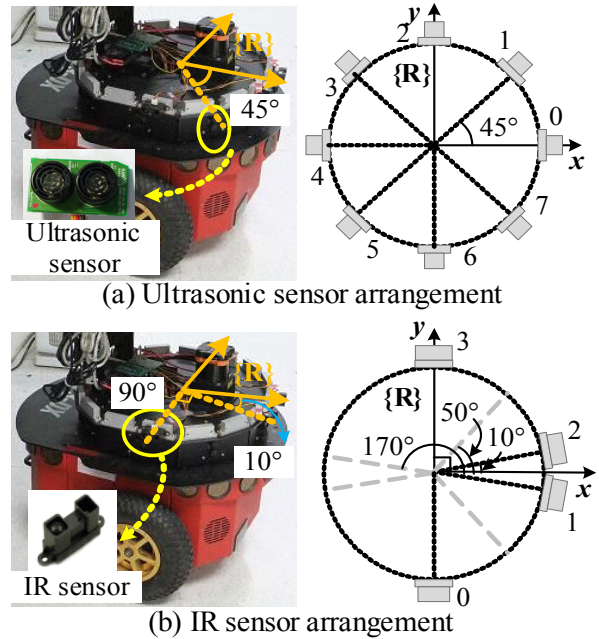 {R}
45°
Ultrasonic
sensor
y
2
1
{R}
3
0
45°
x
4
7
5
6
(a) Ultrasonic sensor arrangement
{R}
90°
10°
IR sensor
y
3
{R}
50°
2
170°
10°
x
1
0
(b) IR sensor arrangement